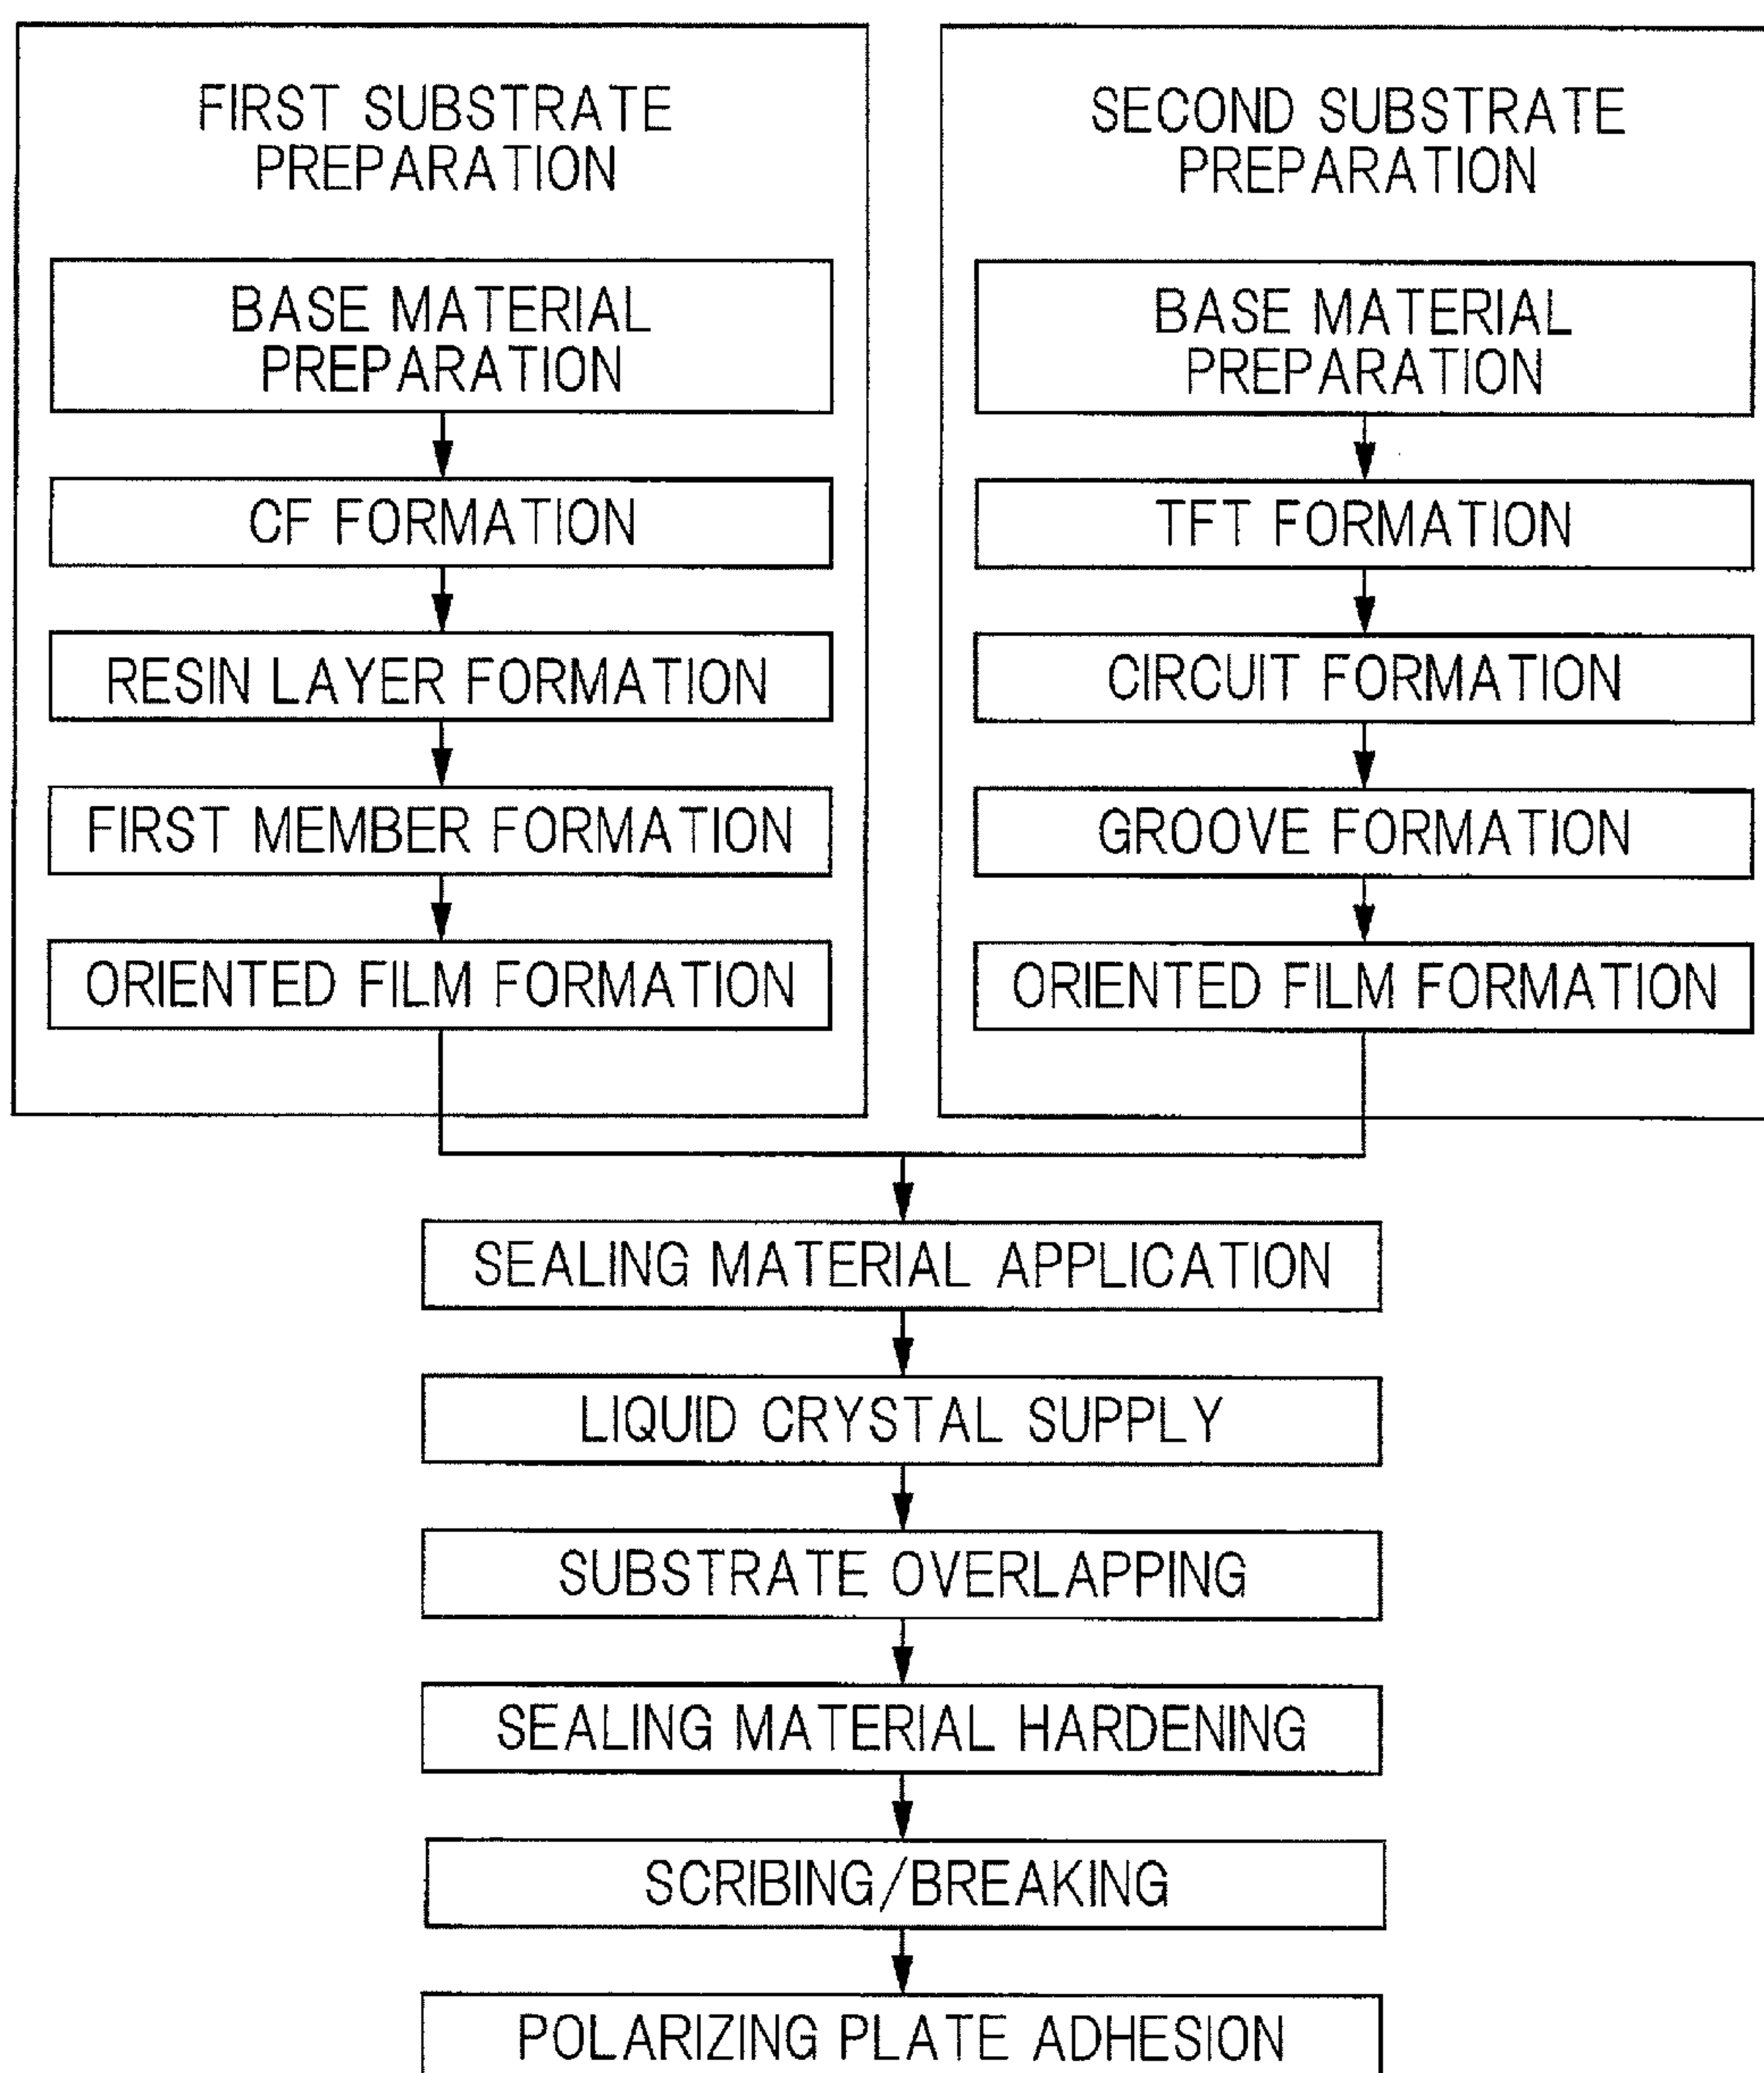 FIRST SUBSTRATE
PREPARATION
BASE MATERIAL
PREPARATION
CF FORMATION
RESIN LAYER FORMATION
FIRST MEMBER FORMATION
ORIENTED FILM FORMATION
SECOND SUBSTRATE
PREPARATION
BASE MATERIAL
PREPARATION
TFT FORMATION
CIRCUIT FORMATION
GROOVE FORMATION
ORIENTED FILM FORMATION
SEALING MATERIAL APPLICATION
LIQUID CRYSTAL SUPPLY
SUBSTRATE OVERLAPPING
SEALING MATERIAL HARDENING
SCRIBING/BREAKING
POLARIZING PLATE ADHESION